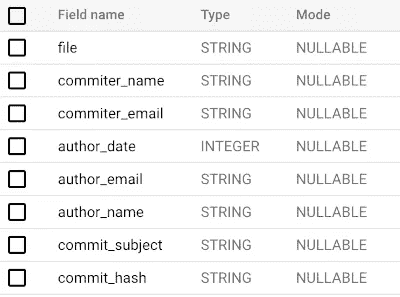 Field name Type Mode
file STRING NULLABLE
commiter_name STRING NULLABLE
commiter_email STRING NULLABLE
author_date INTEGER NULLABLE
author_email STRING NULLABLE
author_name STRING NULLABLE
commit_subject STRING NULLABLE
commit_hash STRING NULLABLE